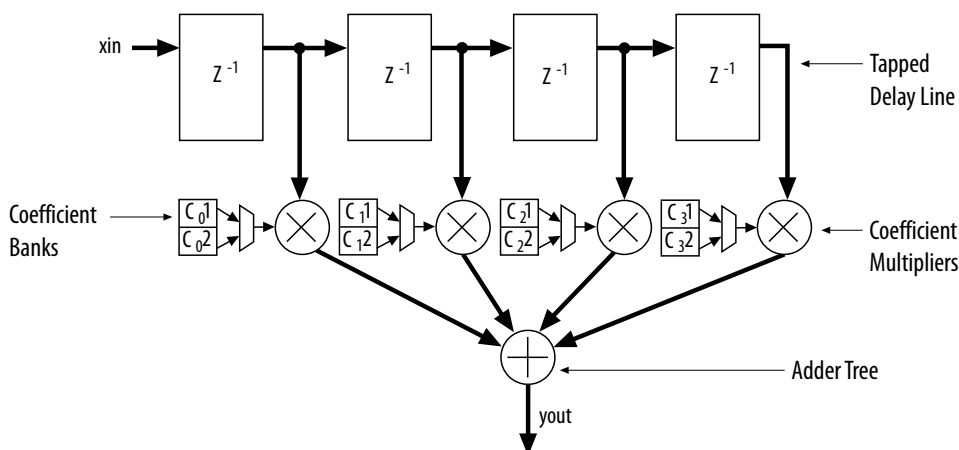 xin
Z -1
Z -1
Z -1
Z -1
Tapped
Delay Line
Coefficient
Banks
C 0 1
C 0 2
C 1 1
C 1 2
C 2 1
C 2 2
C 3 1
C 3 2
Coefficient
Multipliers
Adder Tree
yout